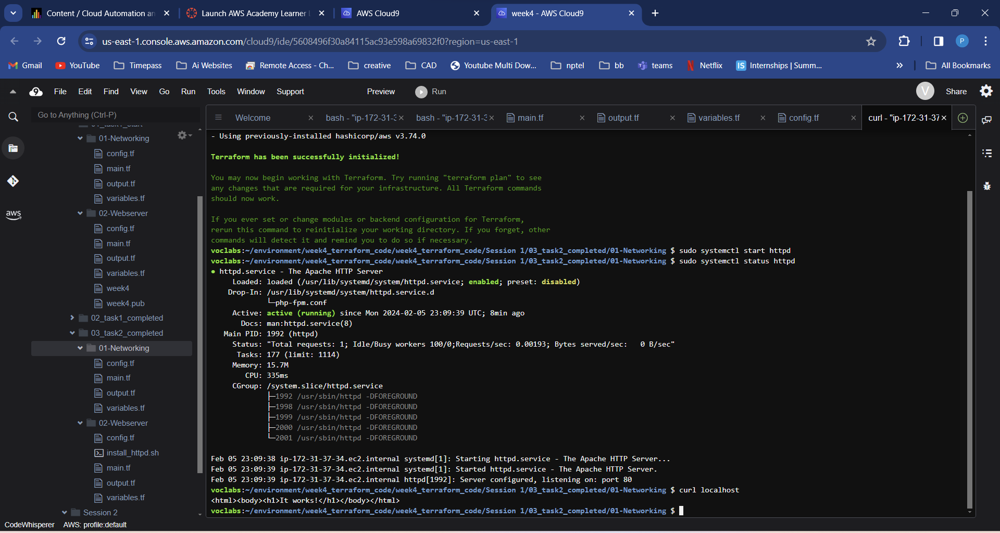 Content / Cloud Automation an
Launch AWS Academy Learner
AWS Cloud9
week4 - AWS Cloud9
us-east-1.console.aws.amazon.com/cloud9/ide/5608496f30a84115ac93e598a69832f0?region=us-east-1
P
Gmail
YouTube
Timepass
Ai Websites
Remote Access - Ch...
creative
CAD
Youtube Multi Dow...
nptel
bb
teams
Netflix
IS Internships | Summ...
All Bookmarks
9 File Edit Find View Go Run Tools Window Support Preview Run V Share
Go to Anything (Ctrl-P)
Welcome
bash - "ip-172-31-3
bash - "ip-172-31-3
main.tf
output.tf
variables.tf
config.tf
curl - "ip-172-31-37
aws
01_task1_start
01-Networking
config.tf
main.tf
output.tf
variables.tf
02-Webserver
config.tf
main.tf
output.tf
variables.tf
week4
week4.pub
02_task1_completed
03_task2_completed
01-Networking
config.tf
main.tf
output.tf
variables.tf
02-Webserver
config.tf
install_httpd.sh
main.tf
output.tf
variables.tf
Session 2
- Using previously-installed hashicorp/aws v3.74.0
Terraform has been successfully initialized!
You may now begin working with Terraform. Try running "terraform plan" to see
any changes that are required for your infrastructure. All Terraform commands
should now work.
If you ever set or change modules or backend configuration for Terraform,
rerun this command to reinitialize your working directory. If you forget, other
commands will detect it and remind you to do so if necessary.
voclabs:~/environment/week4_terraform_code/week4_terraform_code/Session 1/03_task2_completed/01-Networking $ sudo systemctl start httpd
voclabs:~/environment/week4_terraform_code/week4_terraform_code/Session 1/03_task2_completed/01-Networking $ sudo systemctl status httpd
● httpd.service - The Apache HTTP Server
Loaded: loaded (/usr/lib/systemd/system/httpd.service; enabled; preset: disabled)
Drop-In: /usr/lib/systemd/system/httpd.service.d
└─php-fpm.conf
Active: active (running) since Mon 2024-02-05 23:09:39 UTC; 8min ago
Docs: man:httpd.service(8)
Main PID: 1992 (httpd)
Status: "Total requests: 1; Idle/Busy workers 100/0;Requests/sec: 0.00193; Bytes served/sec:   0 B/sec"
Tasks: 177 (limit: 1114)
Memory: 15.7M
CPU: 335ms
CGroup: /system.slice/httpd.service
├─1992 /usr/sbin/httpd -DFOREGROUND
├─1998 /usr/sbin/httpd -DFOREGROUND
├─1999 /usr/sbin/httpd -DFOREGROUND
├─2000 /usr/sbin/httpd -DFOREGROUND
└─2001 /usr/sbin/httpd -DFOREGROUND
Feb 05 23:09:38 ip-172-31-37-34.ec2.internal systemd[1]: Starting httpd.service - The Apache HTTP Server...
Feb 05 23:09:39 ip-172-31-37-34.ec2.internal systemd[1]: Started httpd.service - The Apache HTTP Server.
Feb 05 23:09:39 ip-172-31-37-34.ec2.internal httpd[1992]: Server configured, listening on: port 80
voclabs:~/environment/week4_terraform_code/week4_terraform_code/Session 1/03_task2_completed/01-Networking $ curl localhost
<html><body><h1>It works!</h1></body></html>
voclabs:~/environment/week4_terraform_code/week4_terraform_code/Session 1/03_task2_completed/01-Networking $
CodeWhisperer AWS: profile:default